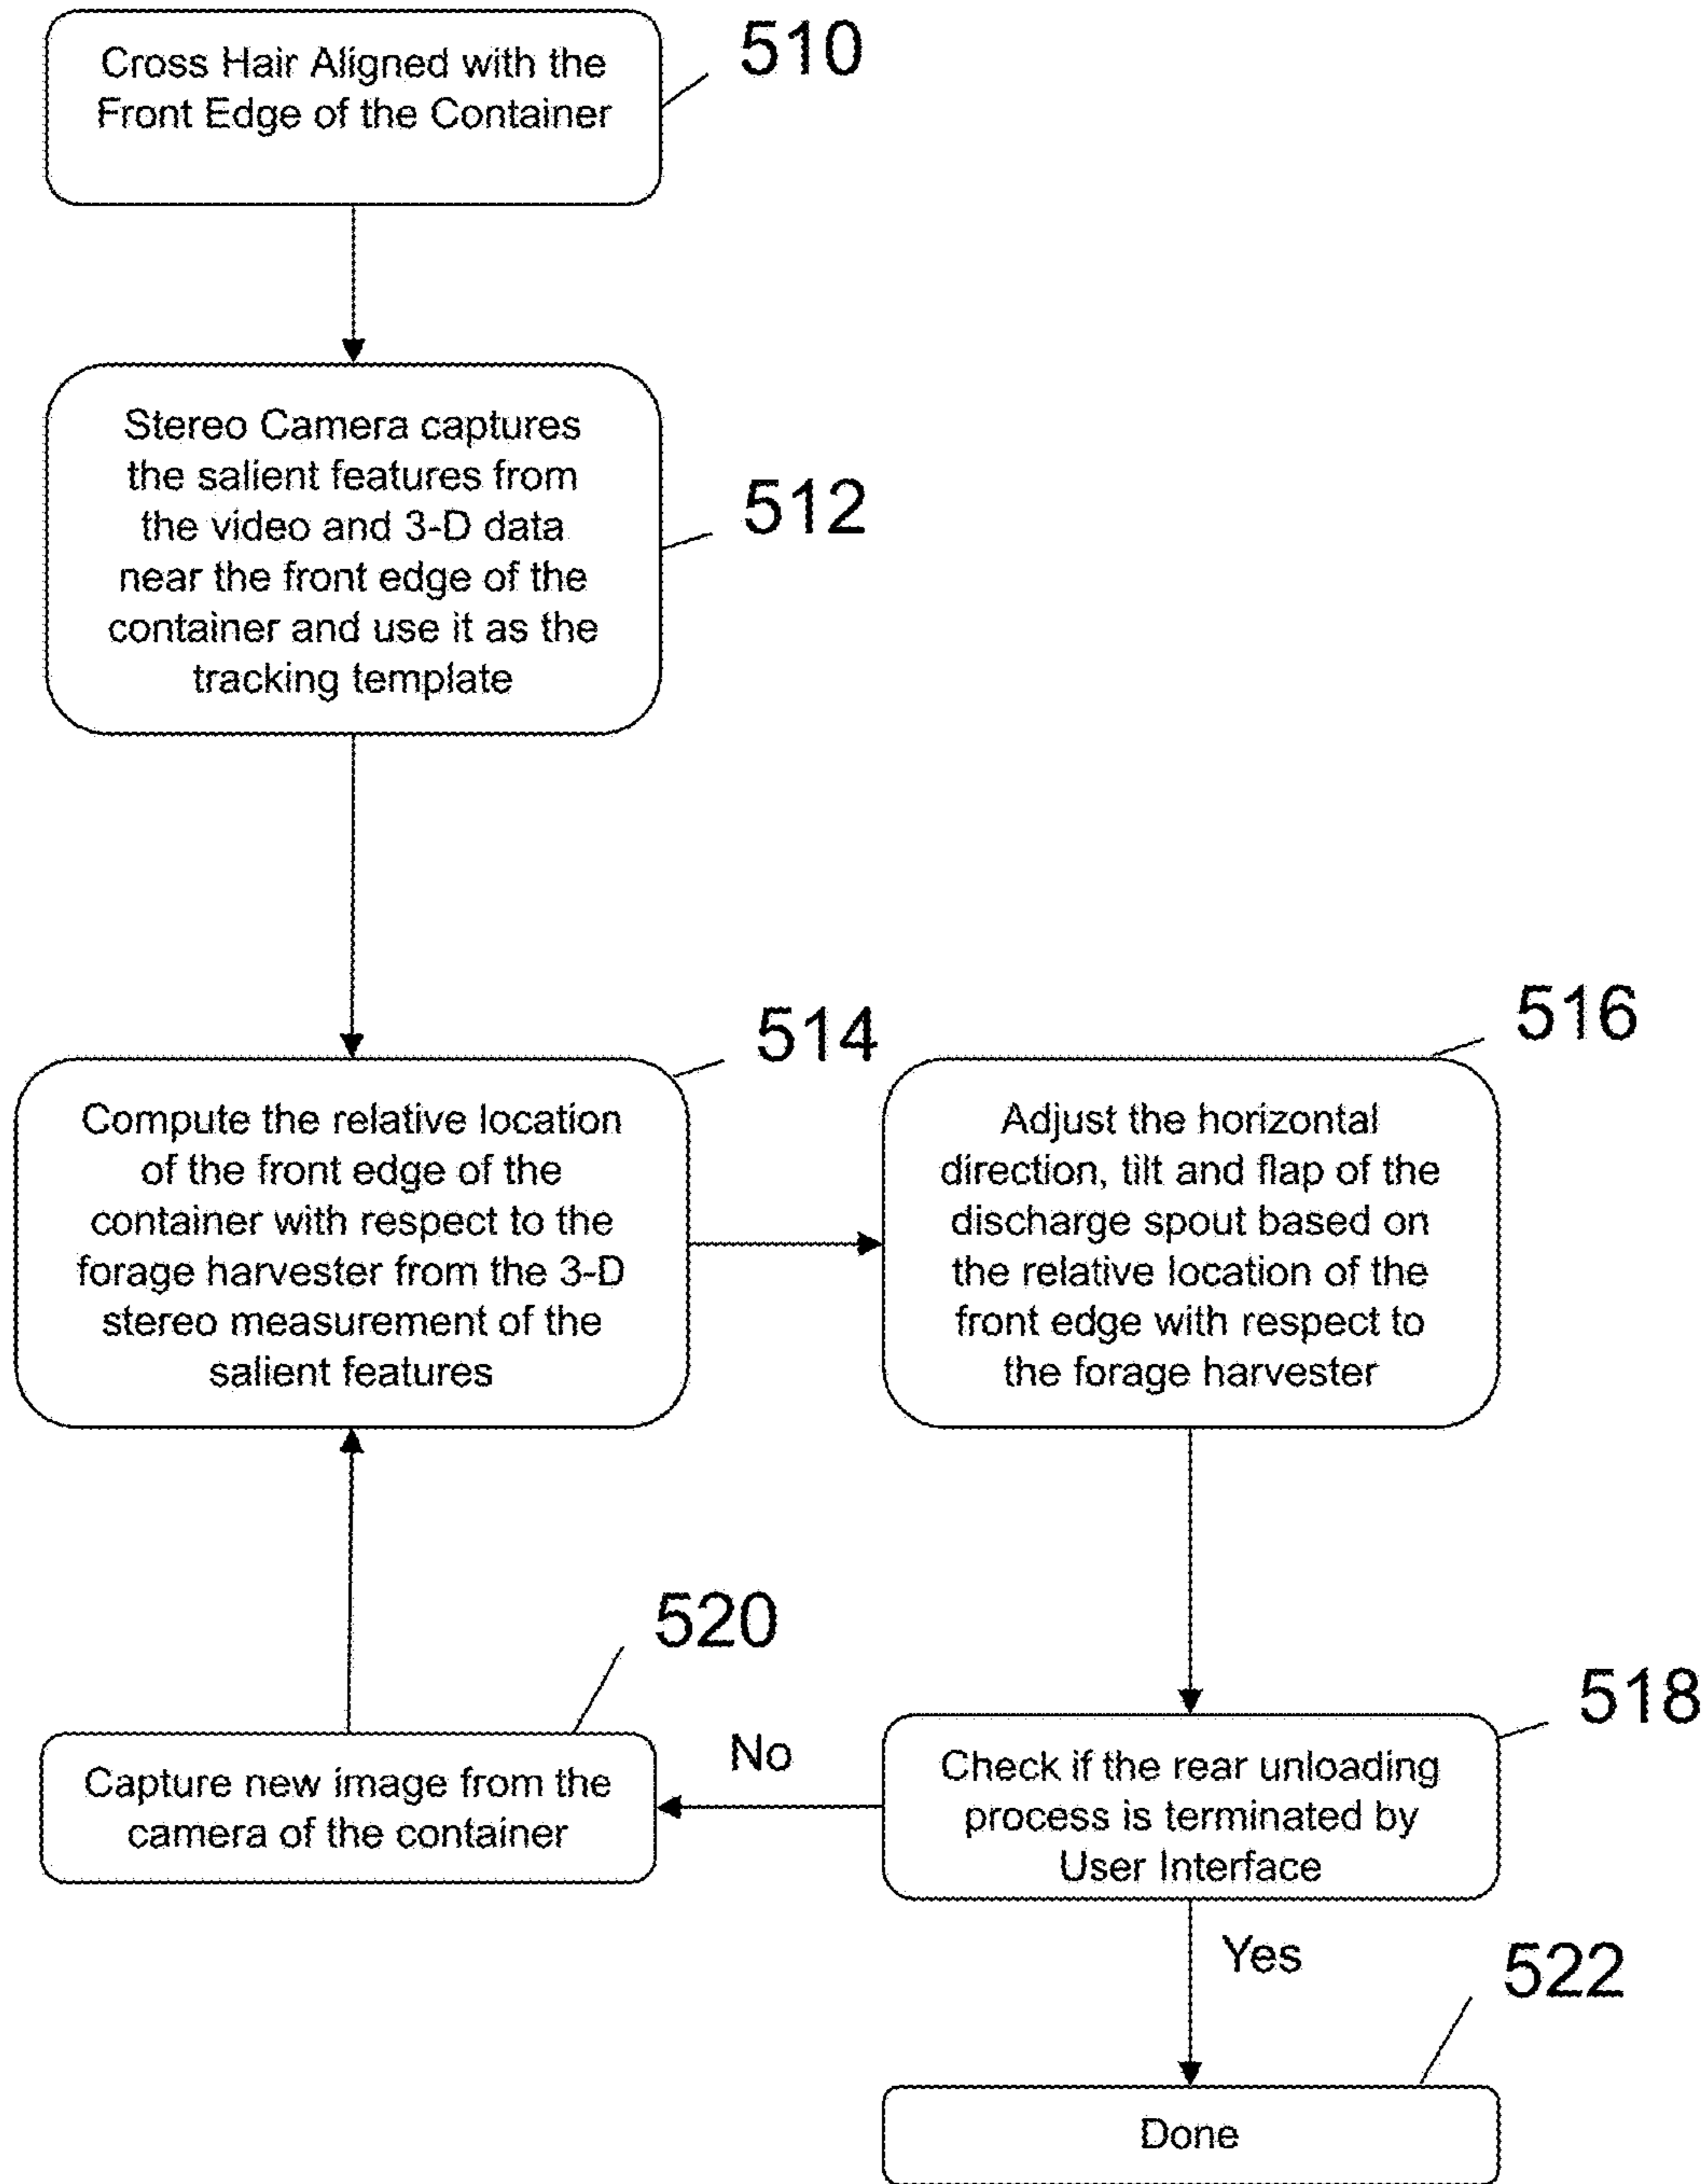 Cross Hair Aligned with the
Front Edge of the Container
510
Stereo Camera captures
the salient features from
the video and 3-D data
near the front edge of the
container and use it as the
tracking template
512
Compute the relative location
of the front edge of the
container with respect to the
forage harvester from the 3-D
stereo measurement of the
salient features
514
Adjust the horizontal
direction, tilt and flap of the
discharge spout based on
the relative location of the
front edge with respect to
the forage harvester
516
Check if the rear unloading
process is terminated by
User Interface
518
No
Capture new image from the
camera of the container
520
Yes
Done
522